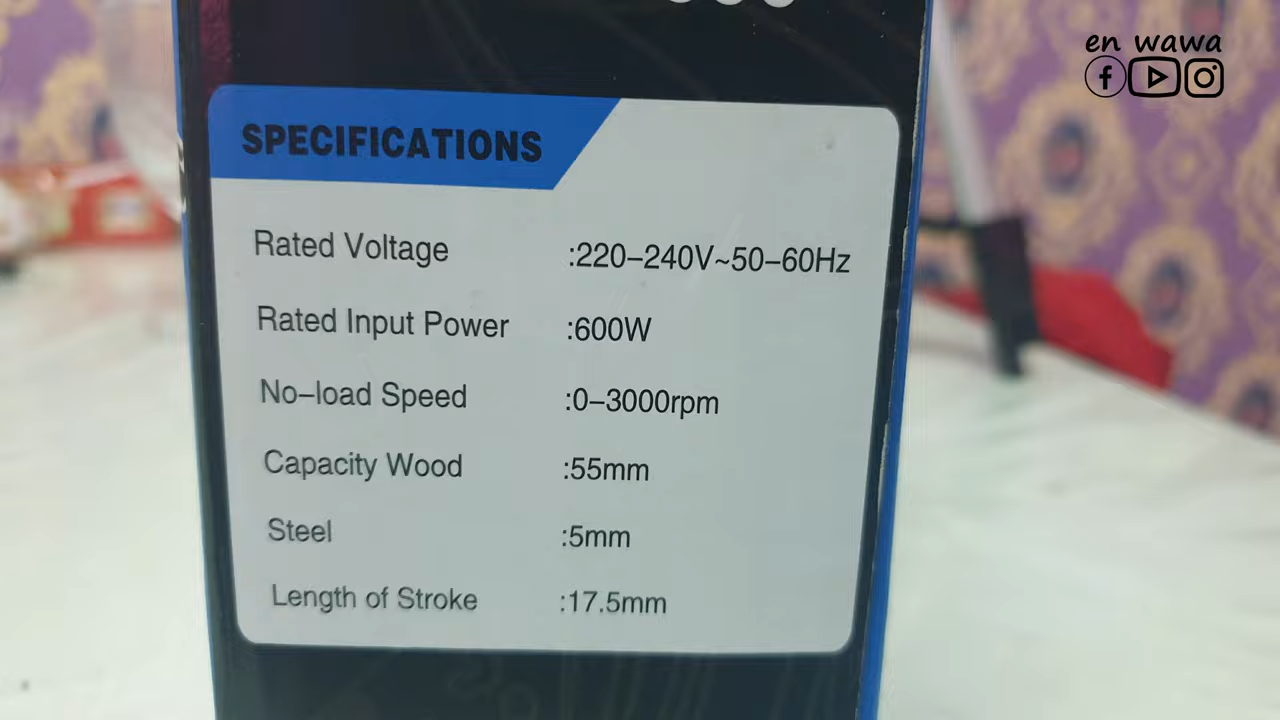 en wawa
SPECIFICATIONS
Rated Voltage :220–240V~50–60Hz
Rated Input Power :600W
No–load Speed :0–3000rpm
Capacity Wood :55mm
Steel :5mm
Length of Stroke :17.5mm